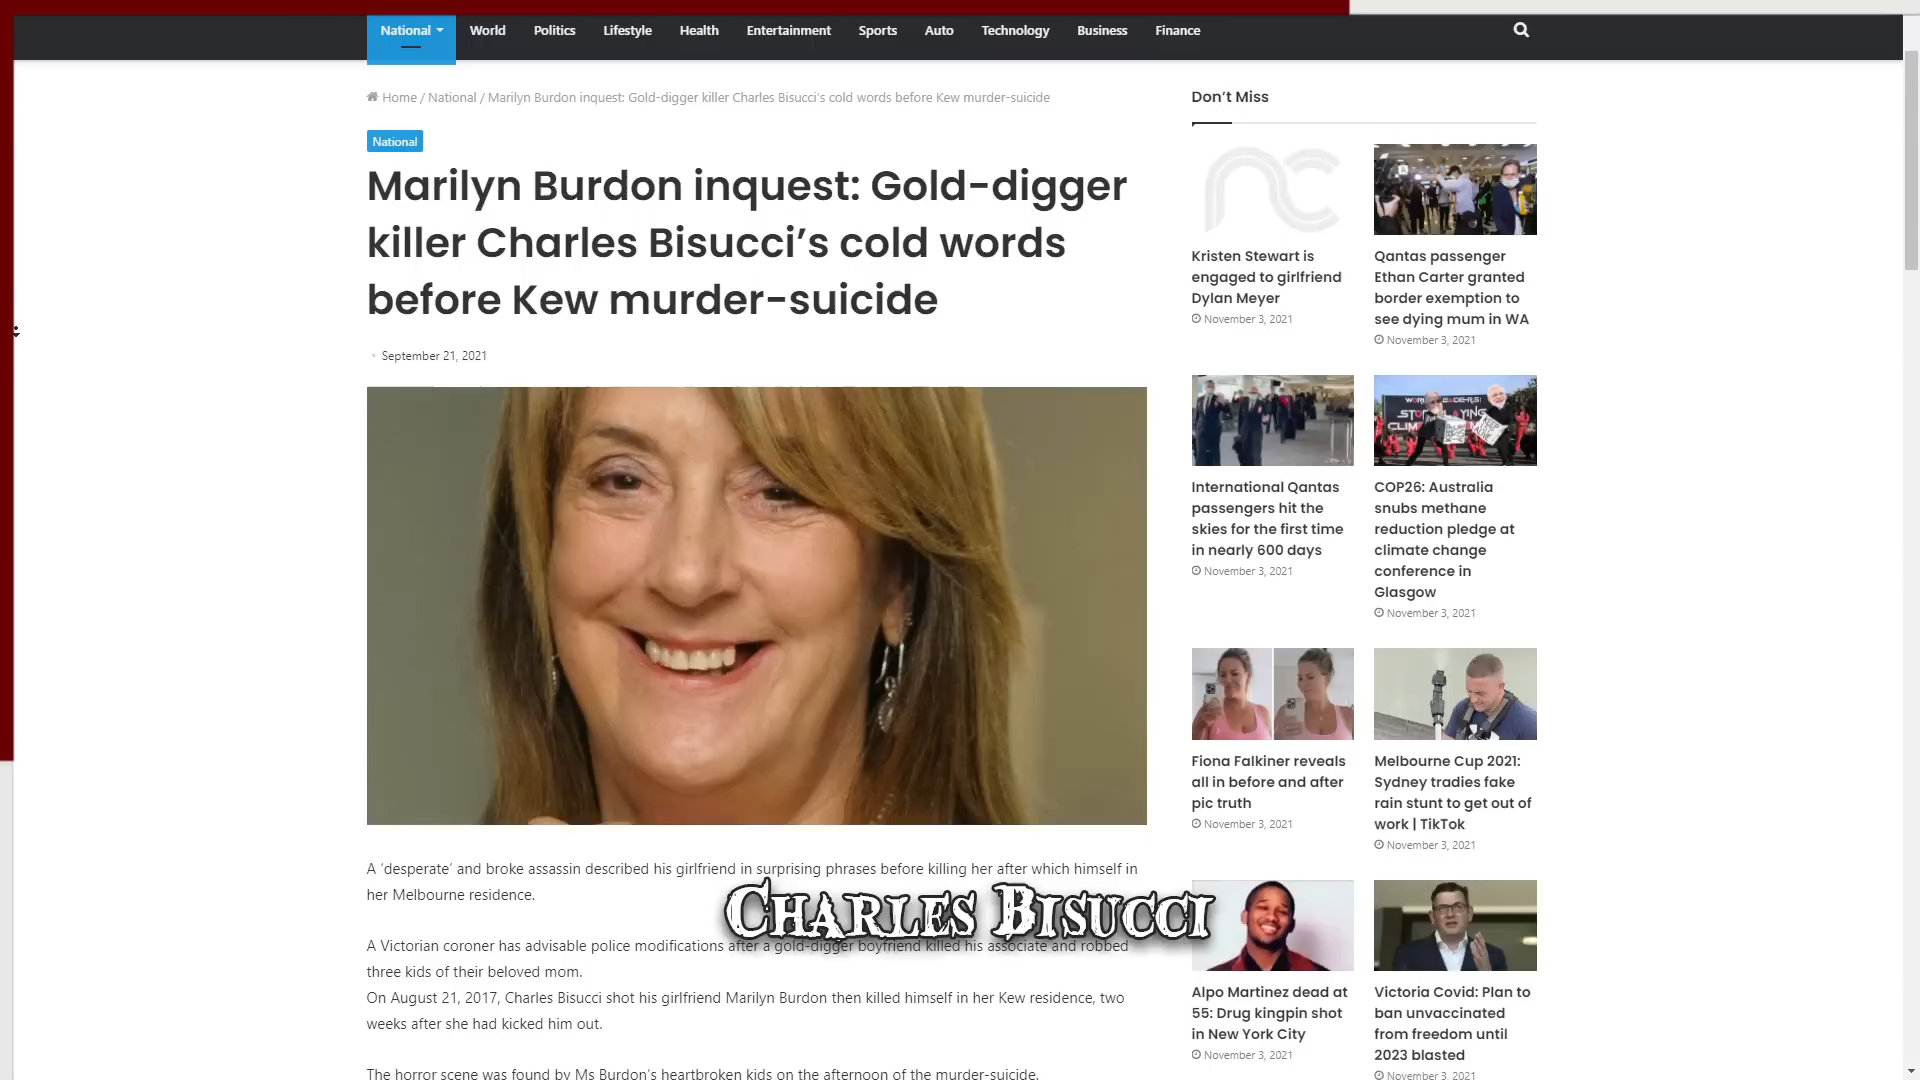 National World Politics Lifestyle Health Entertainment Sports Auto Technology Business Finance
Home / National / Marilyn Burdon inquest: Gold-digger killer Charles Bisucci's cold words before Kew murder-suicide
National
Marilyn Burdon inquest: Gold-digger
killer Charles Bisucci’s cold words
before Kew murder-suicide
September 21, 2021
A ‘desperate’ and broke assassin described his girlfriend in surprising phrases before killing her after which himself in
her Melbourne residence.
A Victorian coroner has advisable police modifications after a gold-digger boyfriend killed his associate and robbed
three kids of their beloved mom.
On August 21, 2017, Charles Bisucci shot his girlfriend Marilyn Burdon then killed himself in her Kew residence, two
weeks after she had kicked him out.
The horror scene was found by Ms Burdon’s heartbroken kids on the afternoon of the murder-suicide.
Charles Bisucci
Don’t Miss
Kristen Stewart is
engaged to girlfriend
Dylan Meyer
November 3, 2021
Qantas passenger
Ethan Carter granted
border exemption to
see dying mum in WA
November 3, 2021
International Qantas
passengers hit the
skies for the first time
in nearly 600 days
November 3, 2021
COP26: Australia
snubs methane
reduction pledge at
climate change
conference in
Glasgow
November 3, 2021
Fiona Falkiner reveals
all in before and after
pic truth
November 3, 2021
Melbourne Cup 2021:
Sydney tradies fake
rain stunt to get out of
work | TikTok
November 3, 2021
Alpo Martinez dead at
55: Drug kingpin shot
in New York City
November 3, 2021
Victoria Covid: Plan to
ban unvaccinated
from freedom until
2023 blasted
November 3, 2021